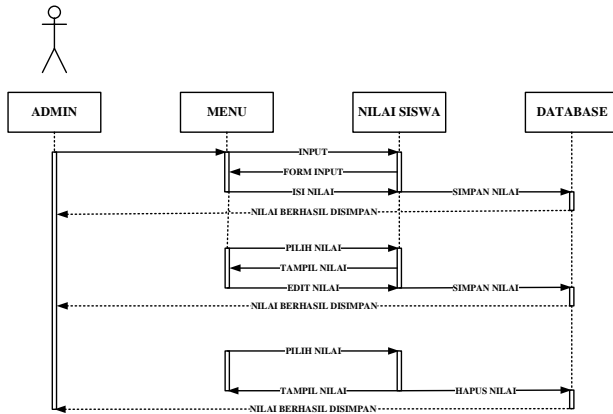 ADMIN
MENU
NILAI SISWA
DATABASE
INPUT
FORM INPUT
ISI NILAI
SIMPAN NILAI
NILAI BERHASIL DISIMPAN
PILIH NILAI
TAMPIL NILAI
EDIT NILAI
SIMPAN NILAI
NILAI BERHASIL DISIMPAN
PILIH NILAI
TAMPIL NILAI
HAPUS NILAI
NILAI BERHASIL DISIMPAN